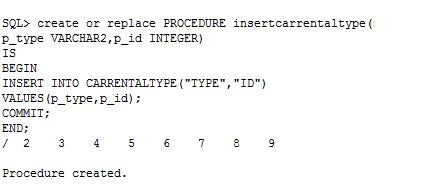 SQL> create or replace PROCEDURE insertcarrentaltype(
p_type VARCHAR2,p_id INTEGER)
IS
BEGIN
INSERT INTO CARRENTALTYPE("TYPE","ID")
VALUES(p_type,p_id);
COMMIT;
END;
/  2    3    4    5    6    7    8    9
Procedure created.